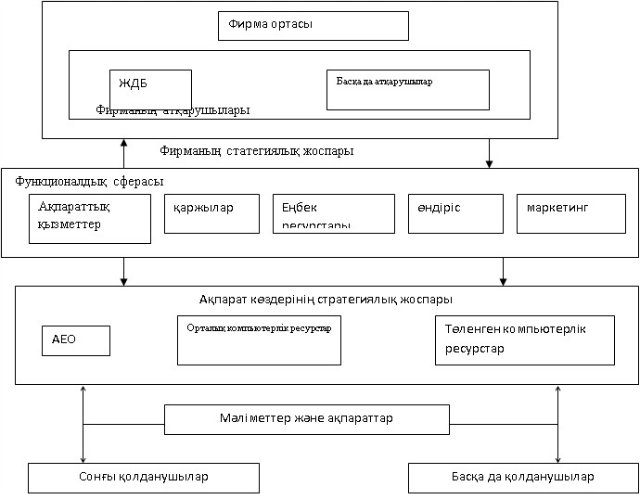 Фирма ортасы
ЖДБ
Басқа да атқарушылар
Фирманың атқарушылары
Фирманың статегиялық жоспары
Функционалдық сферасы
Ақпараттық
қызметтер
қаржылар
Еңбек
ресурстары
өндіріс
маркетинг
Ақпарат көздерінің стратегиялық жоспары
АЕО
Орталық компьютерлік ресурстар
Төленген компьютерлік
ресурстар
Мәліметтер және ақпараттар
Соңғы қолданушылар
Басқа да қолданушылар